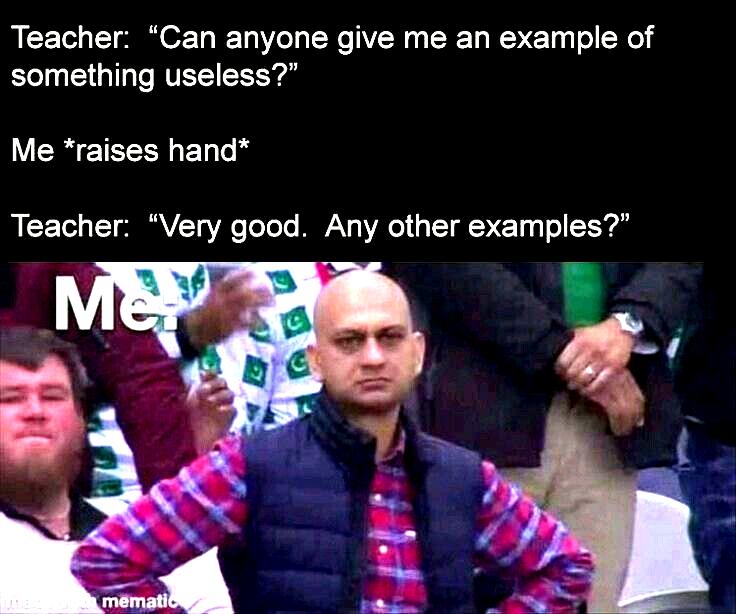 Teacher:  “Can anyone give me an example of
something useless?”
Me *raises hand*
Teacher:  “Very good.  Any other examples?”
Me:
mematic